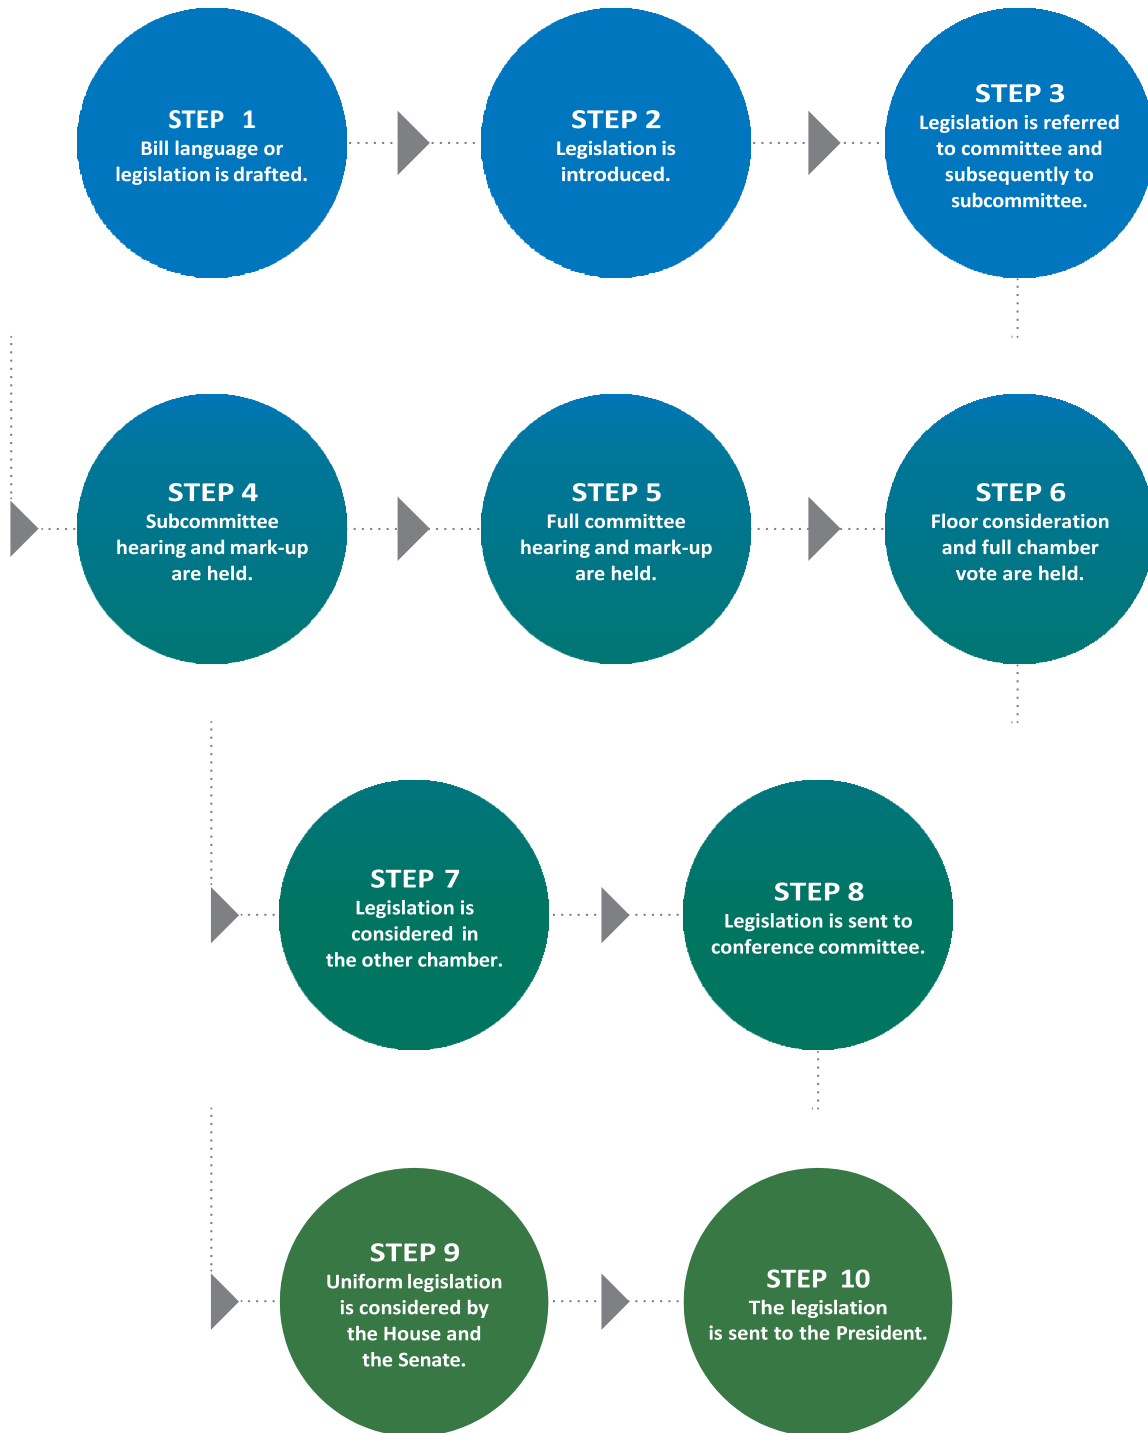 STEP 1
Bill language or
legislation is drafted.
STEP 2
Legislation is
introduced.
STEP 3
Legislation is referred
to committee and
subsequently to
subcommittee.
STEP 4
Subcommittee
hearing and mark-up
are held.
STEP 5
Full committee
hearing and mark-up
are held.
STEP 6
Floor consideration
and full chamber
vote are held.
STEP 7
Legislation is
considered in
the other chamber.
STEP 8
Legislation is sent to
conference committee.
STEP 9
Uniform legislation
is considered by
the House and
the Senate.
STEP 10
The legislation
is sent to the President.